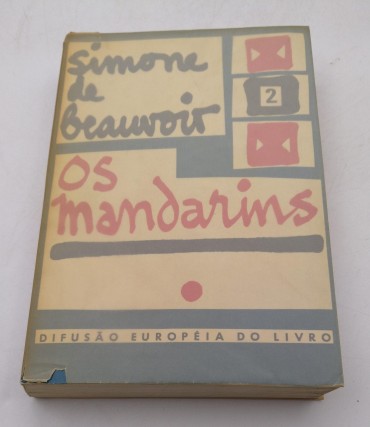 simone
de
beauvoir
2
os
mandarins
DIFUSÃO EUROPÉIA DO LIVRO